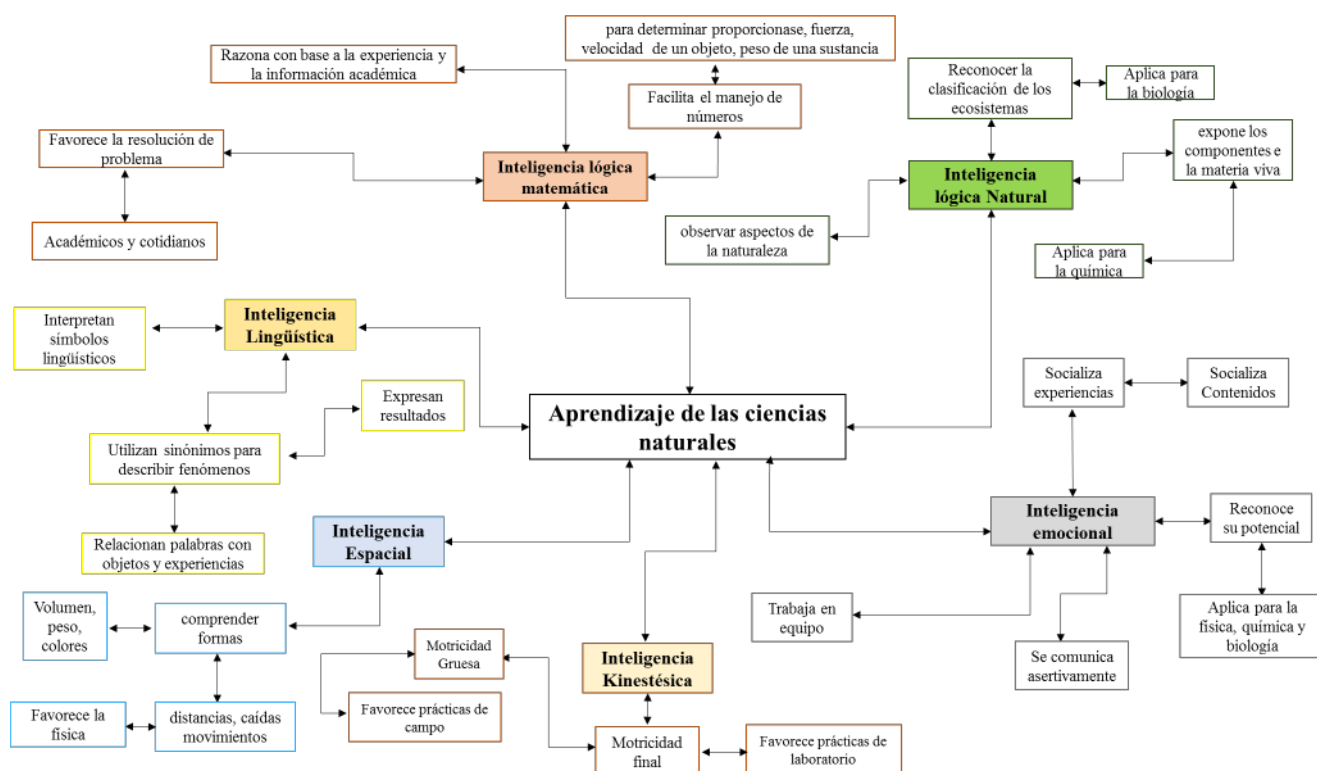 para determinar proporcionase, fuerza,
velocidad de un objeto, peso de una sustancia
Razona con base a la experiencia y
la información académica
Facilita el manejo de
números
Favorece la resolución de
problema
Académicos y cotidianos
Inteligencia lógica
matemática
Reconocer la
clasificación de los
ecosistemas
Aplica para
la biología
expone los
componentes e
la materia viva
Inteligencia
lógica Natural
observar aspectos de
la naturaleza
Aplica para
la química
Interpretan
símbolos
lingüísticos
Inteligencia
Lingüística
Expresan
resultados
Utilizan sinónimos para
describir fenómenos
Relacionan palabras con
objetos y experiencias
Aprendizaje de las ciencias
naturales
Socializa
experiencias
Socializa
Contenidos
Inteligencia
emocional
Reconoce
su potencial
Trabaja en
equipo
Se comunica
asertivamente
Aplica para la
física, química y
biología
Inteligencia
Espacial
Volumen,
peso,
colores
comprender
formas
Favorece la
física
distancias, caídas
movimientos
Motricidad
Gruesa
Favorece prácticas de
campo
Inteligencia
Kinestésica
Motricidad
final
Favorece prácticas de
laboratorio